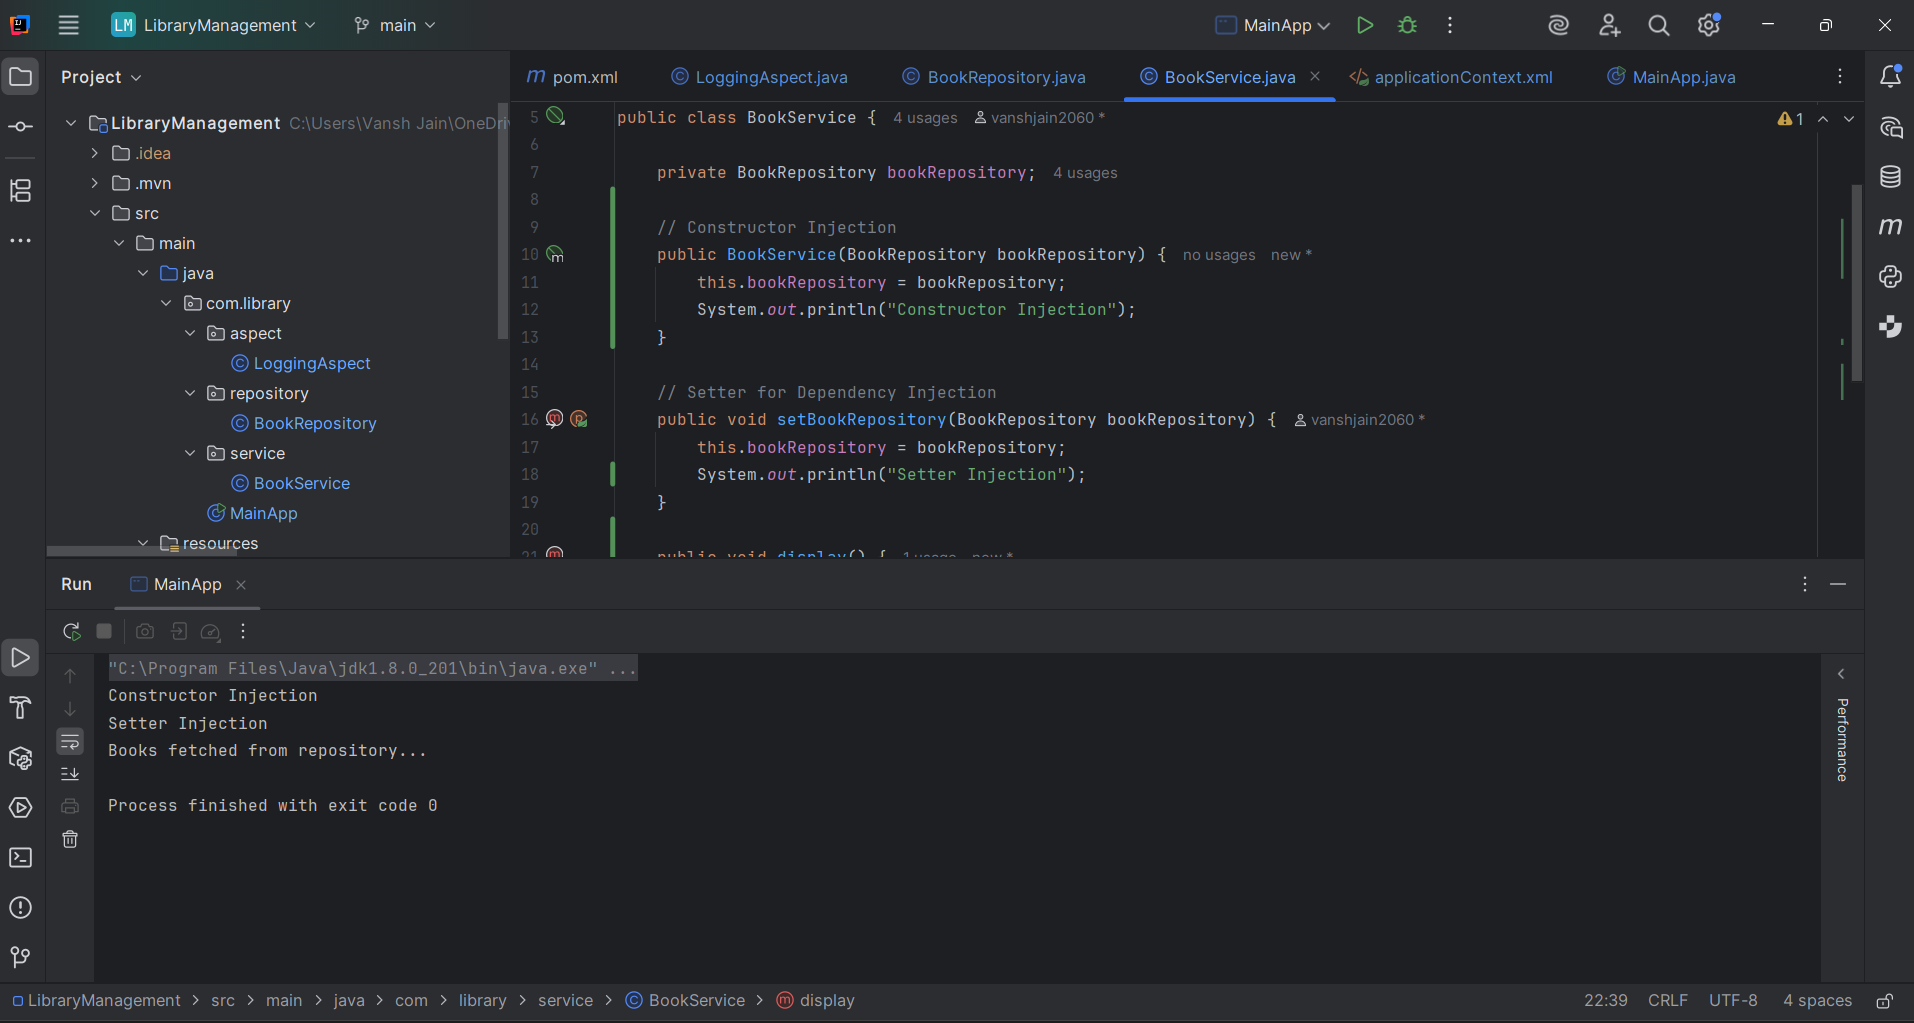 LM LibraryManagement main MainApp
Project
pom.xml LoggingAspect.java BookRepository.java BookService.java applicationContext.xml MainApp.java
LibraryManagement C:\Users\Vansh Jain\OneDri
.idea
.mvn
src
main
java
com.library
aspect
LoggingAspect
repository
BookRepository
service
BookService
MainApp
resources
5 public class BookService { 4 usages vanshjain2060 *
1
6
7 private BookRepository bookRepository; 4 usages
8
9 // Constructor Injection
10 public BookService(BookRepository bookRepository) { no usages new *
11 this.bookRepository = bookRepository;
12 System.out.println("Constructor Injection");
13 }
14
15 // Setter for Dependency Injection
16 public void setBookRepository(BookRepository bookRepository) { vanshjain2060 *
17 this.bookRepository = bookRepository;
18 System.out.println("Setter Injection");
19 }
20
21 public void display() { 1 usage new *
Run MainApp
"C:\Program Files\Java\jdk1.8.0_201\bin\java.exe" ...
Constructor Injection
Setter Injection
Books fetched from repository...
Process finished with exit code 0
Performance
LibraryManagement > src > main > java > com > library > service > BookService > display
22:39 CRLF UTF-8 4 spaces